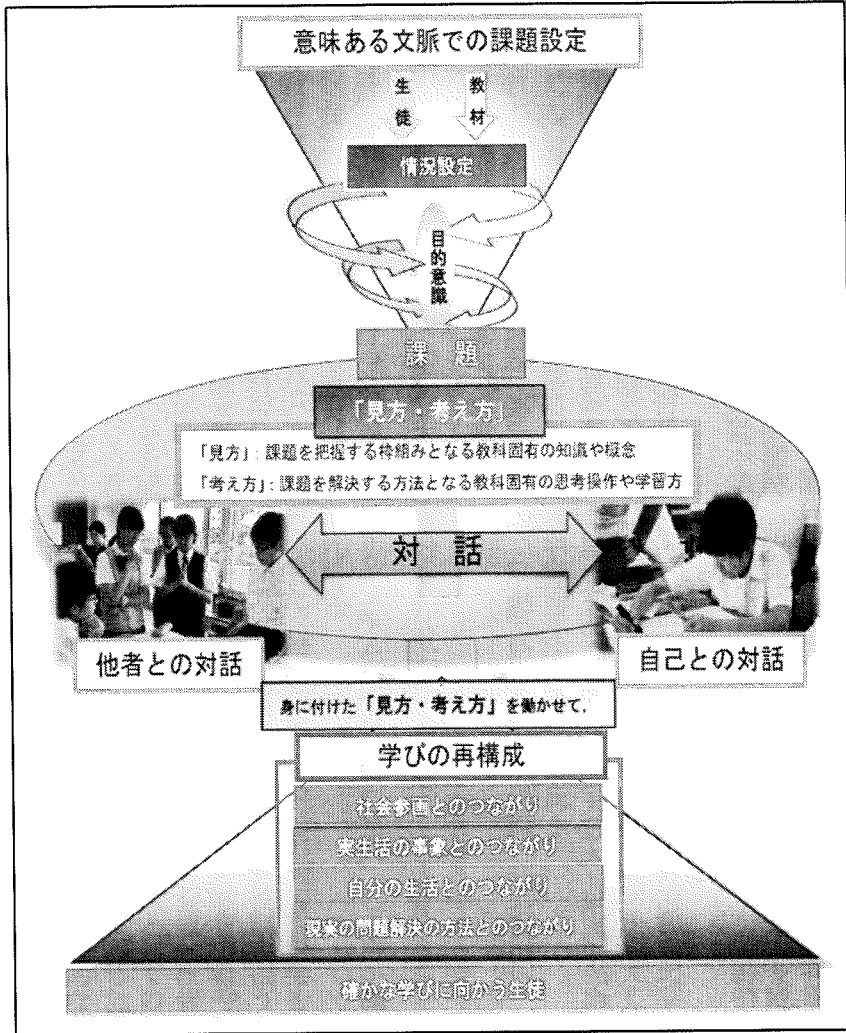 意味ある文脈での課題設定
生徒
教材
情況設定
目的意識
課 題
「見方・考え方」
「見方」：課題を把握する枠組みとなる教科固有の知識や概念
「考え方」：課題を解決する方法となる教科固有の思考操作や学習方
対 話
他者との対話
自己との対話
身に付けた「見方・考え方」を働かせて，
学びの再構成
社会参画とのつながり
実生活の事象とのつながり
自分の生活とのつながり
現実の問題解決の方法とのつながり
確かな学びに向かう生徒